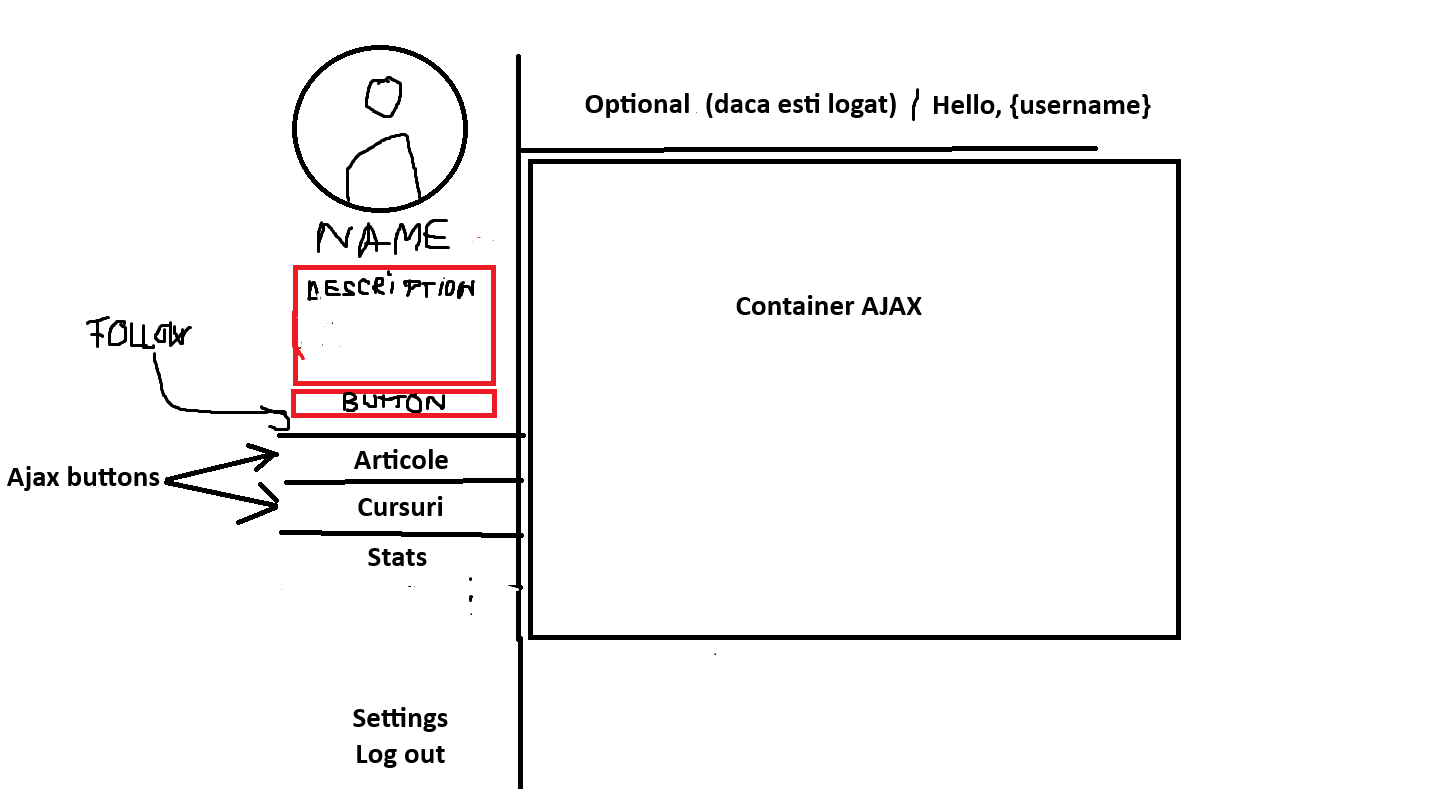 Optional (daca esti logat) / Hello, {username}
NAME
DESCRIPTION
Container AJAX
FOLLOW
BUTTON
Articole
Ajax buttons
Cursuri
Stats
Settings
Log out